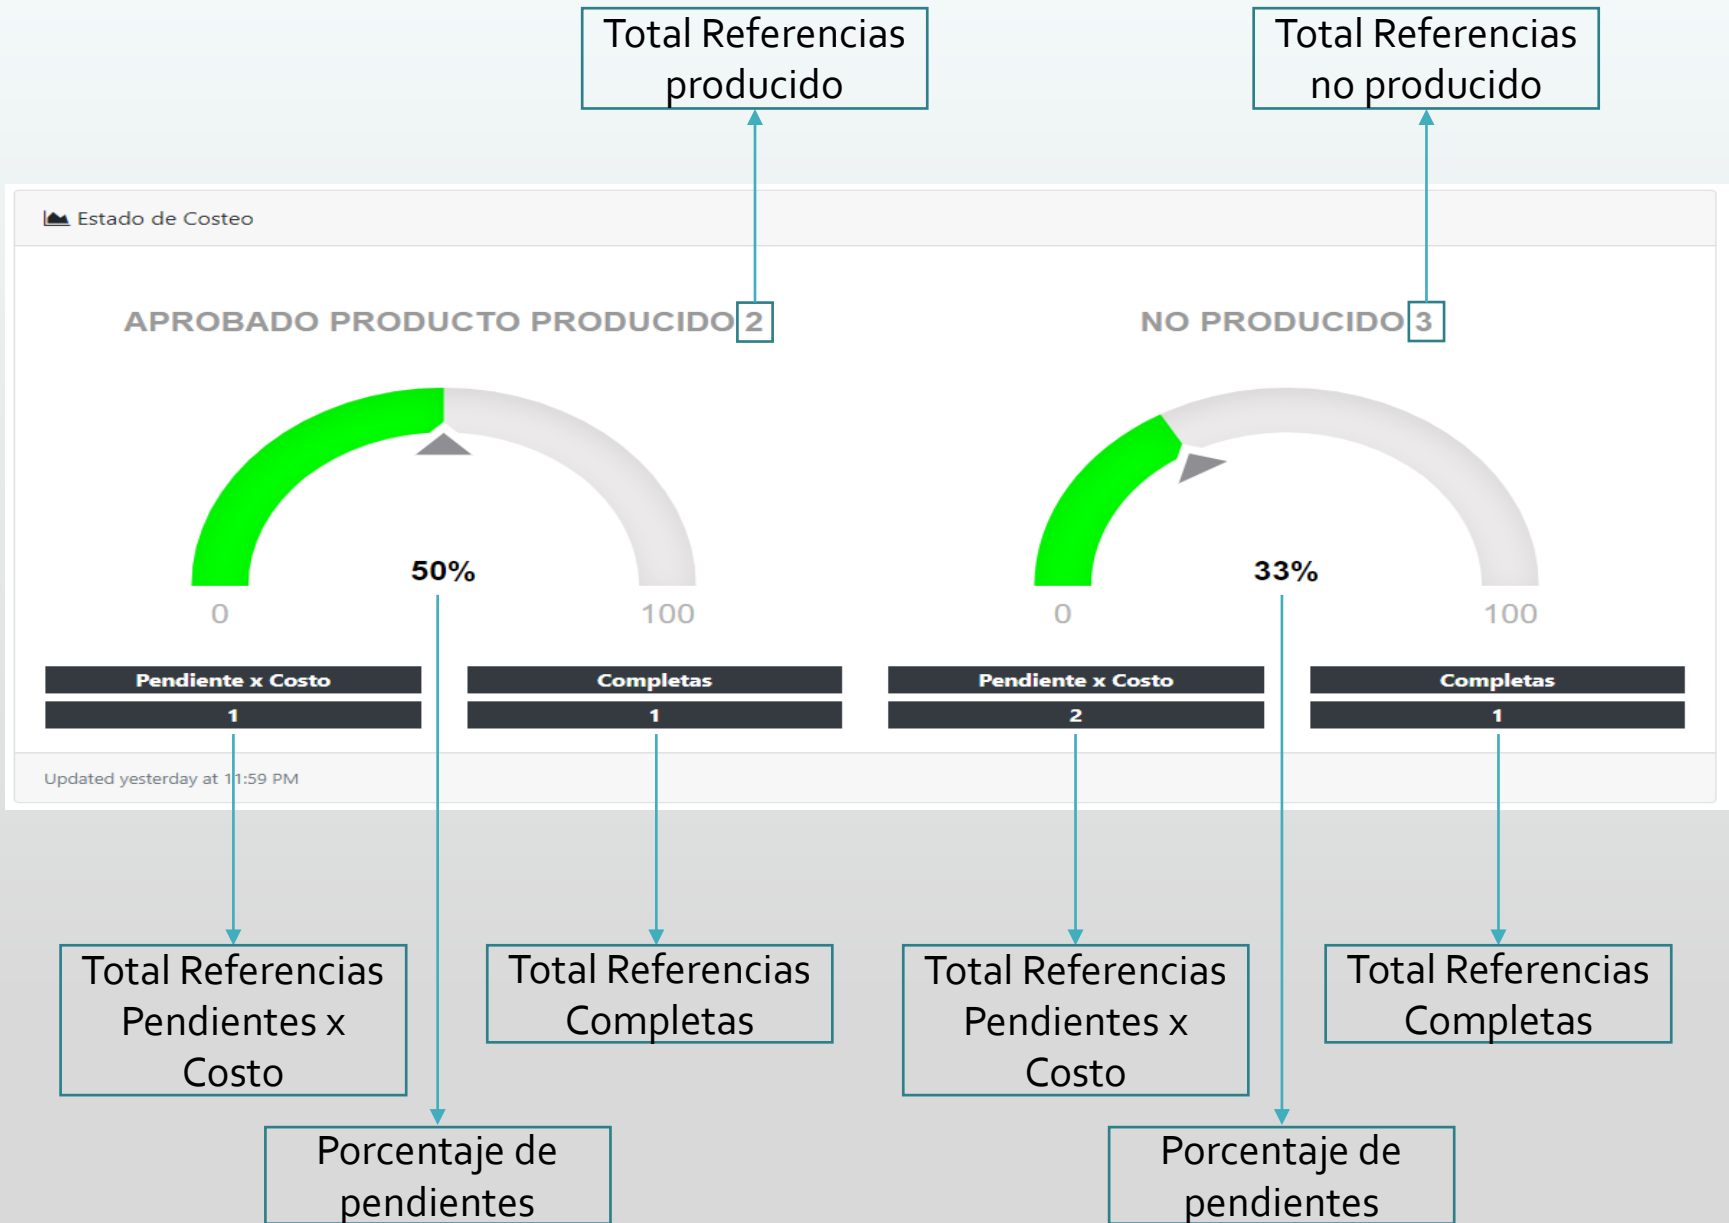 Total Referencias
producido
Total Referencias
no producido
Estado de Costeo
APROBADO PRODUCTO PRODUCIDO 2
NO PRODUCIDO 3
50%
0
100
33%
0
100
Pendiente x Costo
Completas
1
1
Pendiente x Costo
Completas
2
1
Updated yesterday at 11:59 PM
Total Referencias
Pendientes x
Costo
Total Referencias
Completas
Total Referencias
Pendientes x
Costo
Total Referencias
Completas
Porcentaje de
pendientes
Porcentaje de
pendientes